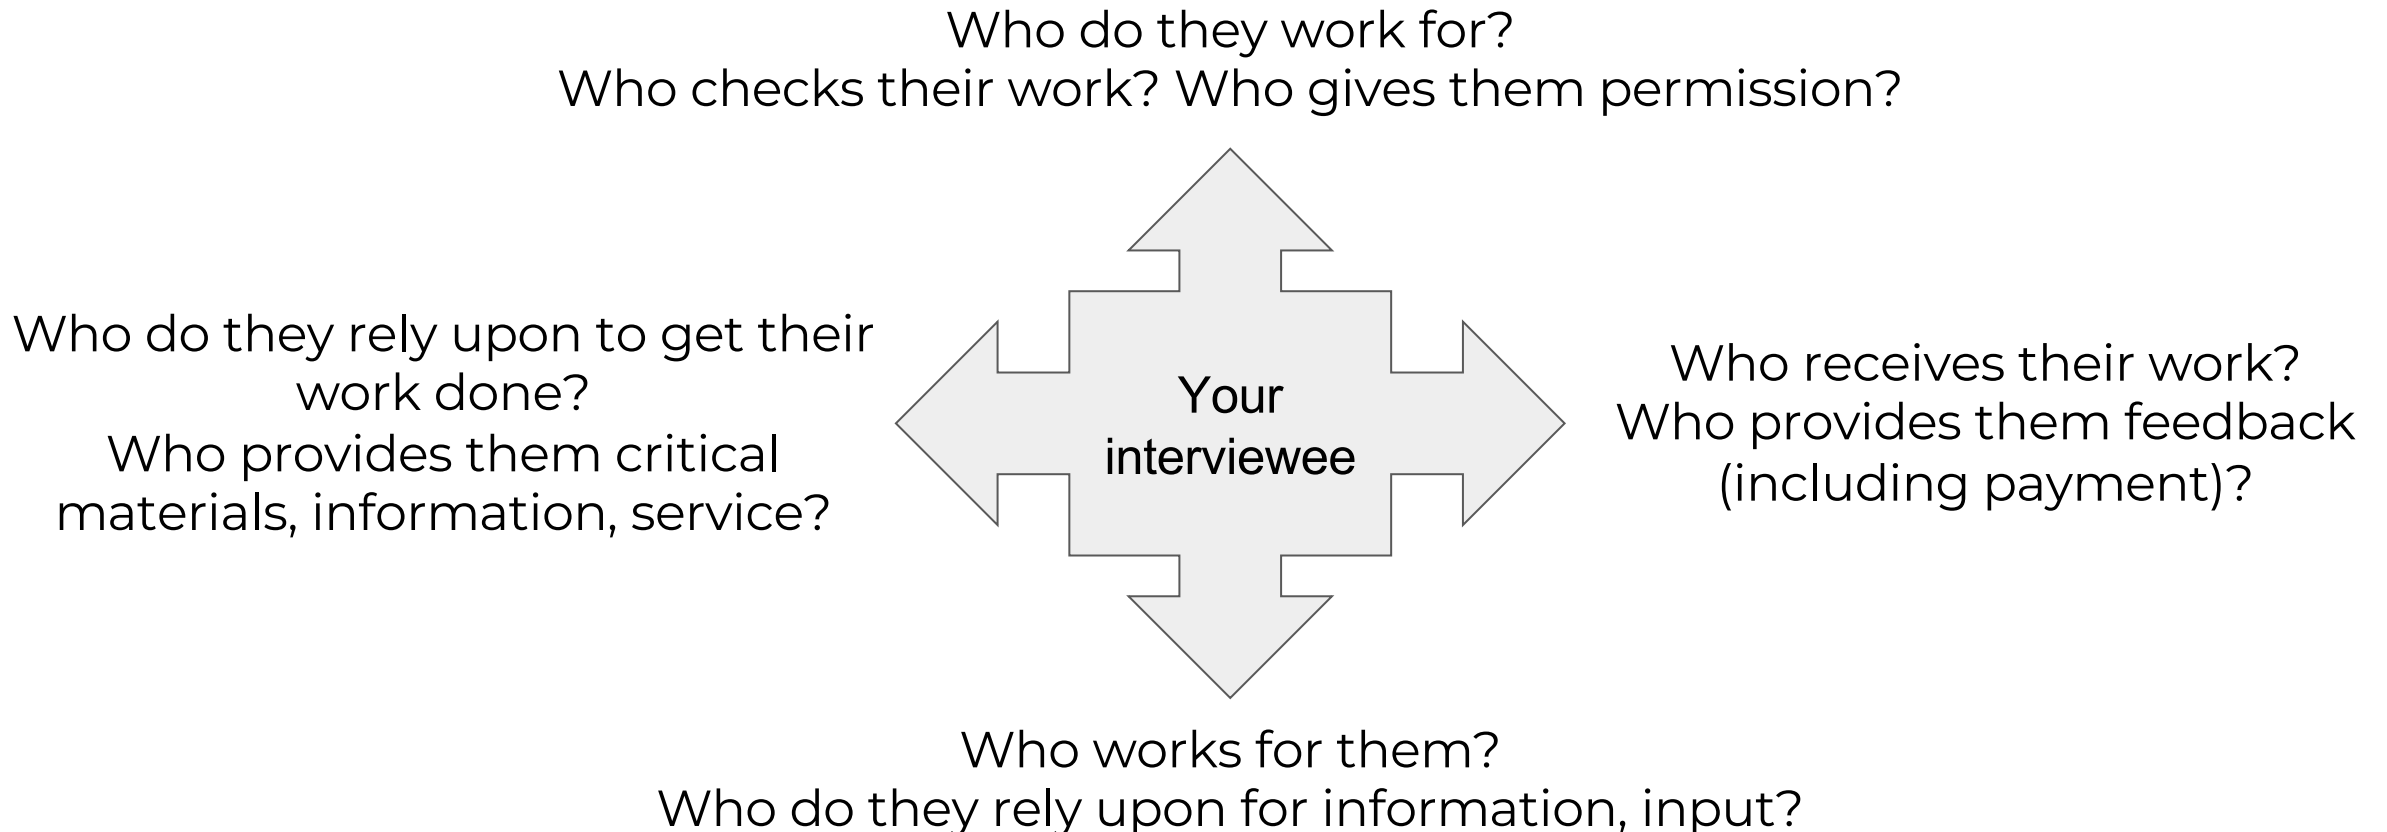 Who do they work for?
Who checks their work? Who gives them permission?
Who do they rely upon to get their
work done?
Who provides them critical
materials, information, service?
Your
interviewee
Who receives their work?
Who provides them feedback
(including payment)?
Who works for them?
Who do they rely upon for information, input?